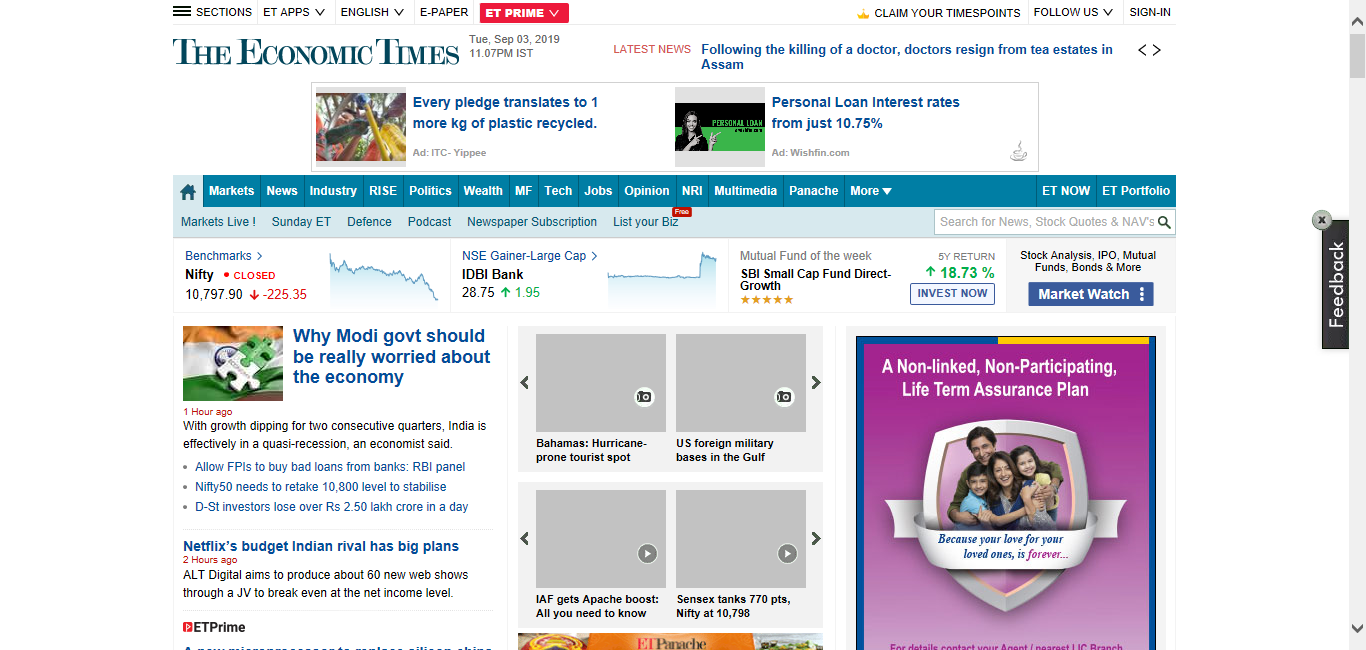 SECTIONS ET APPS ENGLISH E-PAPER ET PRIME CLAIM YOUR TIMESPOINTS FOLLOW US SIGN-IN
THE ECONOMIC TIMES
Tue, Sep 03, 2019
11.07PM IST
LATEST NEWS
Following the killing of a doctor, doctors resign from tea estates in
Assam
Every pledge translates to 1
more kg of plastic recycled.
Ad: ITC- Yippee
PERSONAL LOAN
Personal Loan Interest rates
from just 10.75%
Ad: Wishfin.com
Markets News Industry RISE Politics Wealth MF Tech Jobs Opinion NRI Multimedia Panache More ET NOW ET Portfolio
Markets Live ! Sunday ET Defence Podcast Newspaper Subscription List your Biz Free
Search for News, Stock Quotes & NAV's
x
Feedback
Benchmarks
Nifty CLOSED
10,797.90 -225.35
NSE Gainer-Large Cap
IDBI Bank
28.75 1.95
Mutual Fund of the week
SBI Small Cap Fund Direct-
Growth
5Y RETURN
18.73 %
INVEST NOW
Stock Analysis, IPO, Mutual
Funds, Bonds & More
Market Watch
Why Modi govt should
be really worried about
the economy
1 Hour ago
With growth dipping for two consecutive quarters, India is
effectively in a quasi-recession, an economist said.
Allow FPIs to buy bad loans from banks: RBI panel
Nifty50 needs to retake 10,800 level to stabilise
D-St investors lose over Rs 2.50 lakh crore in a day
Netflix's budget Indian rival has big plans
2 Hours ago
ALT Digital aims to produce about 60 new web shows
through a JV to break even at the net income level.
ETPrime
A new microprocessor to replace silicon chips
Bahamas: Hurricane-
prone tourist spot
US foreign military
bases in the Gulf
IAF gets Apache boost:
All you need to know
Sensex tanks 770 pts,
Nifty at 10,798
ETPanache
A Non-linked, Non-Participating,
Life Term Assurance Plan
Because your love for your
loved ones, is forever...
For details contact your Agent / nearest LIC Branch